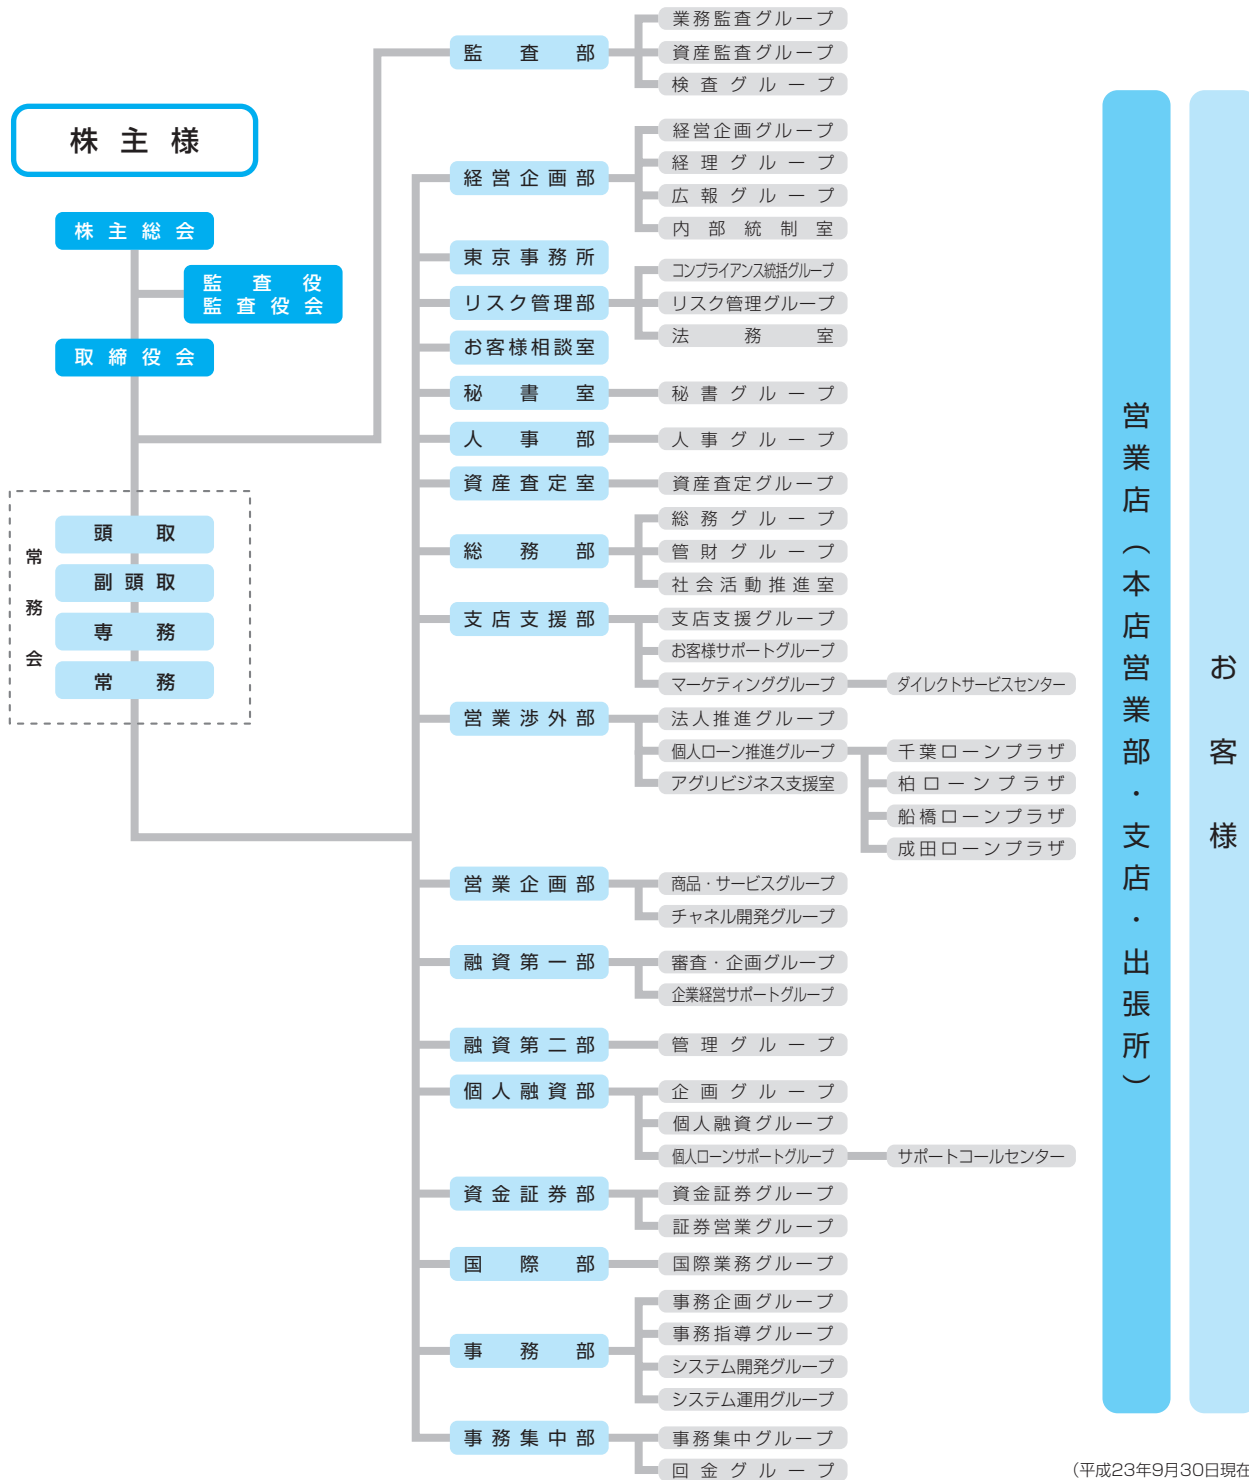 株主様
株主総会
監査役
監査役会
取締役会
常務会
頭取
副頭取
専務
常務
監査部
業務監査グループ
資産監査グループ
検査グループ
経営企画部
経営企画グループ
経理グループ
広報グループ
内部統制室
東京事務所
リスク管理部
コンプライアンス統括グループ
リスク管理グループ
法務室
お客様相談室
秘書室
秘書グループ
人事部
人事グループ
資産査定室
資産査定グループ
総務部
総務グループ
管財グループ
社会活動推進室
支店支援部
支店支援グループ
お客様サポートグループ
マーケティンググループ
ダイレクトサービスセンター
営業渉外部
法人推進グループ
個人ローン推進グループ
千葉ローンプラザ
柏ローンプラザ
船橋ローンプラザ
成田ローンプラザ
アグリビジネス支援室
営業企画部
商品・サービスグループ
チャネル開発グループ
融資第一部
審査・企画グループ
企業経営サポートグループ
融資第二部
管理グループ
個人融資部
企画グループ
個人融資グループ
個人ローンサポートグループ
サポートコールセンター
資金証券部
資金証券グループ
証券営業グループ
国際部
国際業務グループ
事務部
事務企画グループ
事務指導グループ
システム開発グループ
システム運用グループ
事務集中部
事務集中グループ
回金グループ
営業店（本店営業部・支店・出張所）
お客様
(平成23年9月30日現在